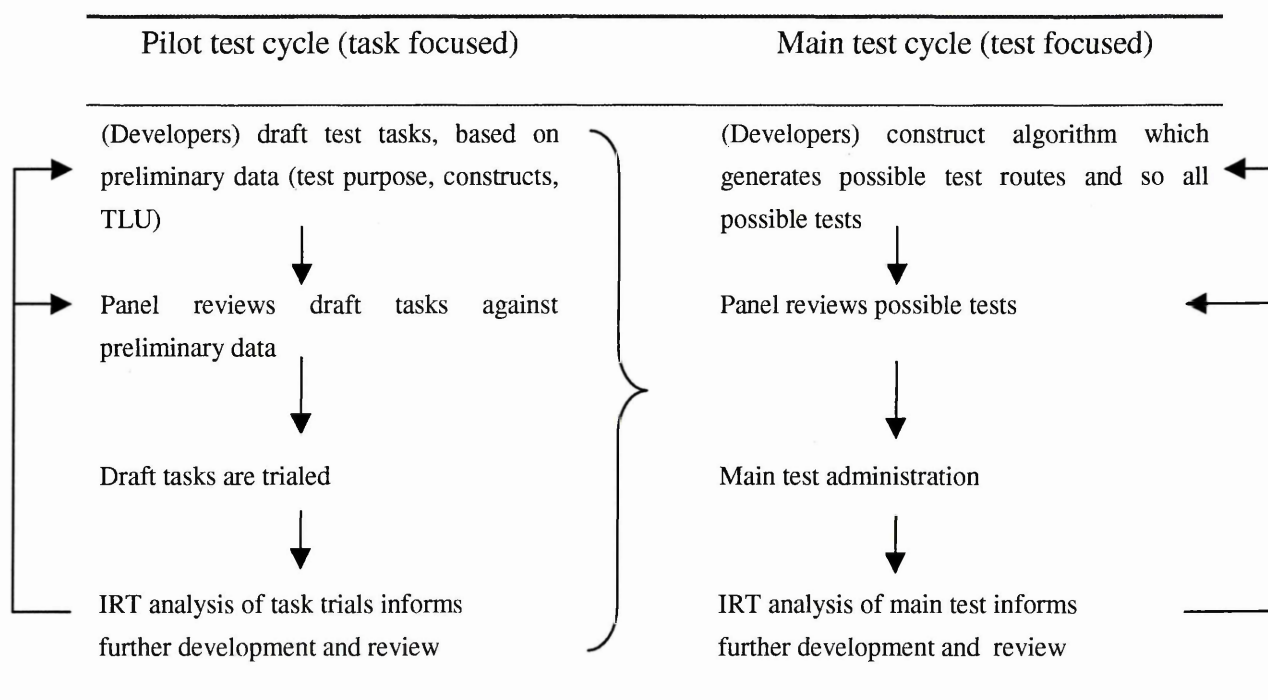 Pilot test cycle (task focused)
Main test cycle (test focused)
(Developers) draft test tasks, based on
preliminary data (test purpose, constructs,
TLU)
Panel reviews draft tasks against
preliminary data
Draft tasks are trialed
IRT analysis of task trials informs
further development and review
(Developers) construct algorithm which
generates possible test routes and so all
possible tests
Panel reviews possible tests
Main test administration
IRT analysis of main test informs
further development and review